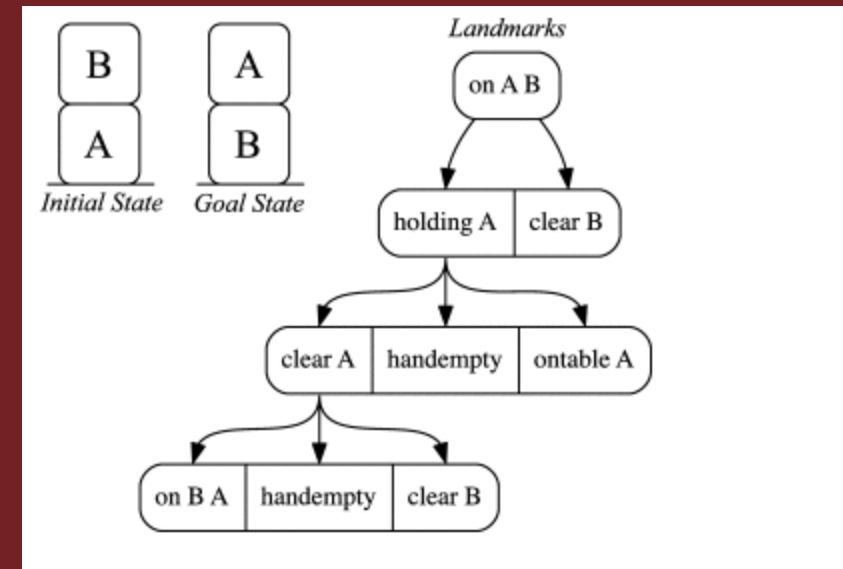 Landmarks
B
A
on A B
A
B
Initial State
Goal State
holding A
clear B
clear A
handempty
ontable A
on B A
handempty
clear B